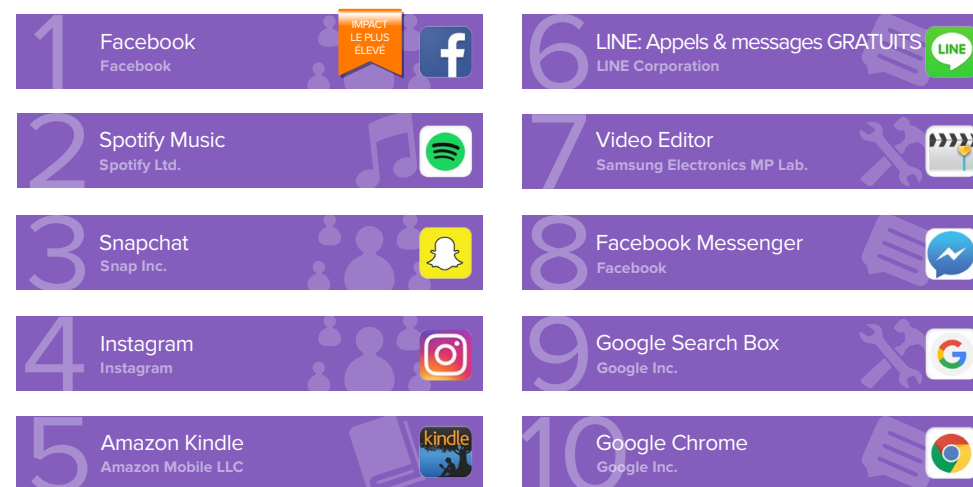 1
Facebook
Facebook
IMPACT
LE PLUS
ÉLEVÉ
2
Spotify Music
Spotify Ltd.
3
Snapchat
Snap Inc.
4
Instagram
Instagram
5
Amazon Kindle
Amazon Mobile LLC
kindle
6
LINE: Appels & messages GRATUITS
LINE Corporation
LINE
7
Video Editor
Samsung Electronics MP Lab.
8
Facebook Messenger
Facebook
9
Google Search Box
Google Inc.
10
Google Chrome
Google Inc.